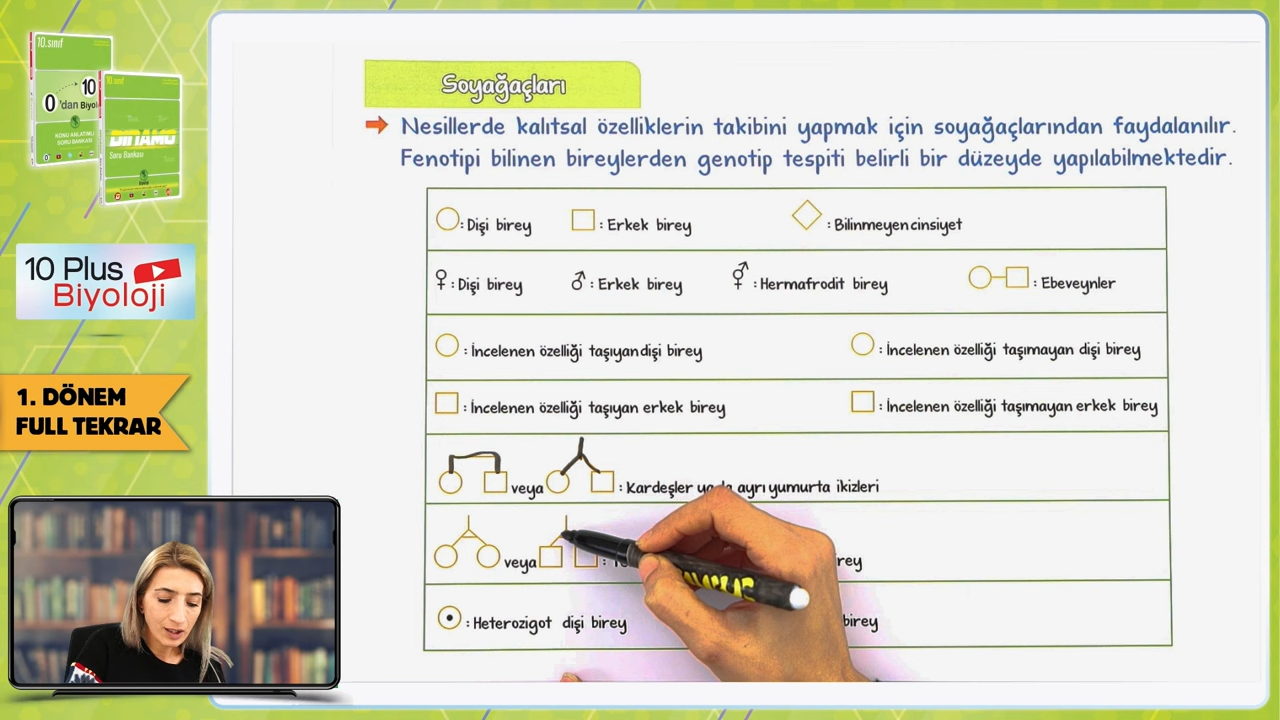 10.sınıf
0'dan 10
Biyoloji
KONU ANLATIMLI
SORU BANKASI
10.sınıf
DİNAMO
Soru Bankası
10 Plus
Biyoloji
1. DÖNEM
FULL TEKRAR
Soyağaçları
Nesillerde kalıtsal özelliklerin takibini yapmak için soyağaçlarından faydalanılır.
Fenotipi bilinen bireylerden genotip tespiti belirli bir düzeyde yapılabilmektedir.
: Dişi birey : Erkek birey : Bilinmeyen cinsiyet
♀ : Dişi birey ♂ : Erkek birey ⚥ : Hermafrodit birey : Ebeveynler
: İncelenen özelliği taşıyan dişi birey : İncelenen özelliği taşımayan dişi birey
: İncelenen özelliği taşıyan erkek birey : İncelenen özelliği taşımayan erkek birey
veya : Kardeşler ya da ayrı yumurta ikizleri
veya : birey
: Heterozigot dişi birey birey